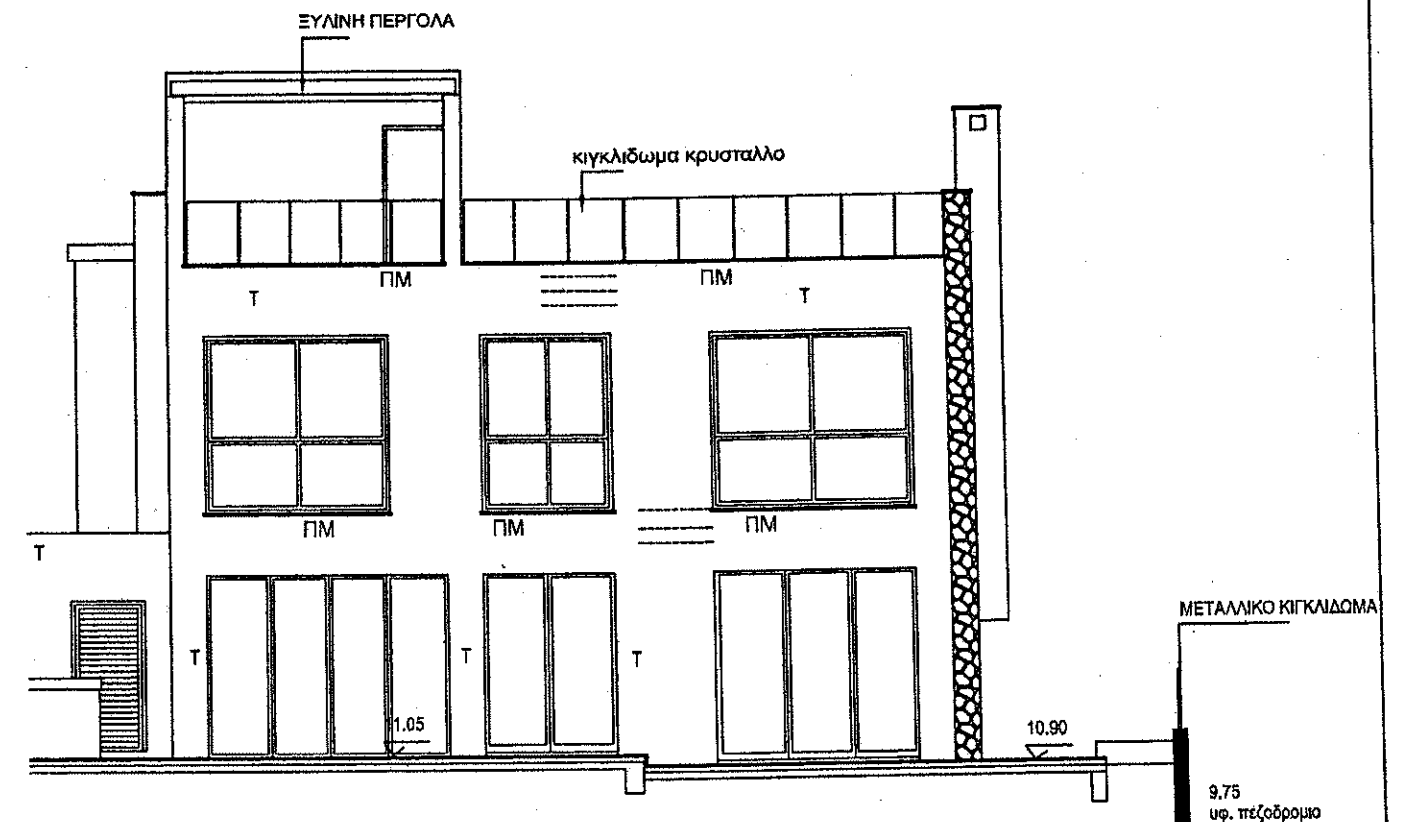 ΞΥΛΙΝΗ ΠΕΡΓΟΛΑ
κιγκλιδωμα κρυσταλλο
ΠΜ ΠΜ
Τ Τ
ΠΜ ΠΜ ΠΜ
Τ
ΜΕΤΑΛΛΙΚΟ ΚΙΓΚΛΙΔΩΜΑ
Τ Τ Τ
1.05
10.90
9.75
υφ. πεζοδρομιο